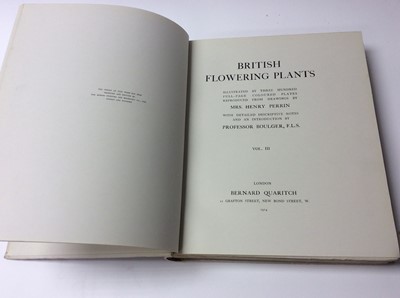 BRITISH
FLOWERING PLANTS
ILLUSTRATED BY THREE HUNDRED
FULL-PAGE COLOURED PLATES
REPRODUCED FROM DRAWINGS BY
MRS. HENRY PERRIN
WITH DETAILED DESCRIPTIVE NOTES
AND AN INTRODUCTION BY
PROFESSOR BOULGER, F.L.S.
VOL. III
LONDON
BERNARD QUARITCH
11 GRAFTON STREET, NEW BOND STREET, W.
1914